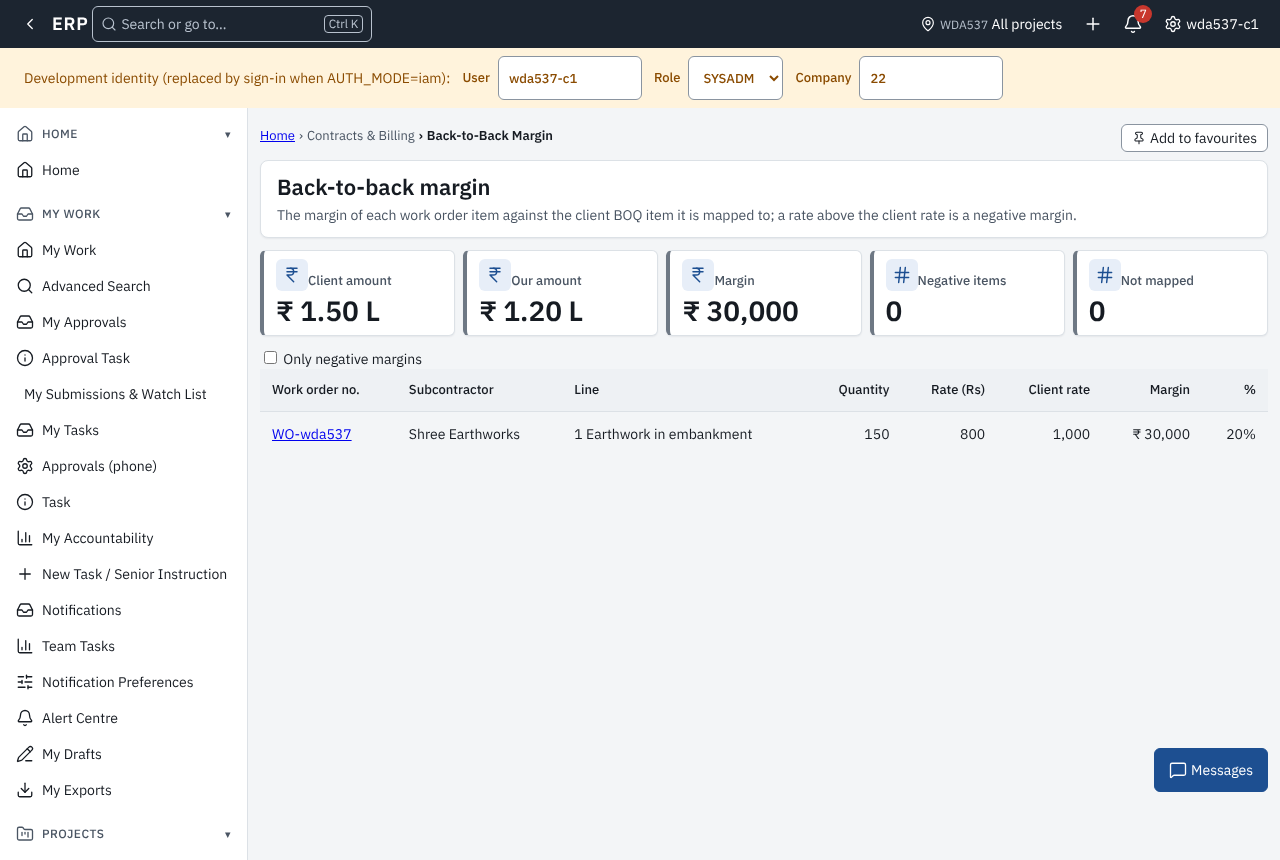 ERP Search or go to... Ctrl K WDA537 All projects 7 wda537-c1
Development identity (replaced by sign-in when AUTH_MODE=iam): User wda537-c1 Role SYSADM Company 22
HOME
Home
MY WORK
My Work
Advanced Search
My Approvals
Approval Task
My Submissions & Watch List
My Tasks
Approvals (phone)
Task
My Accountability
New Task / Senior Instruction
Notifications
Team Tasks
Notification Preferences
Alert Centre
My Drafts
My Exports
PROJECTS
Home › Contracts & Billing › Back-to-Back Margin
Add to favourites
Back-to-back margin
The margin of each work order item against the client BOQ item it is mapped to; a rate above the client rate is a negative margin.
₹ Client amount
₹ 1.50 L
₹ Our amount
₹ 1.20 L
₹ Margin
₹ 30,000
# Negative items
0
# Not mapped
0
Only negative margins
Work order no. Subcontractor Line Quantity Rate (Rs) Client rate Margin %
WO-wda537 Shree Earthworks 1 Earthwork in embankment 150 800 1,000 ₹ 30,000 20%
Messages